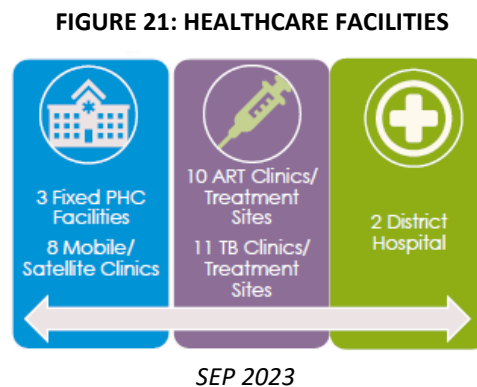 FIGURE 21: HEALTHCARE FACILITIES
3 Fixed PHC
Facilities
8 Mobile/
Satellite Clinics
10 ART Clinics/
Treatment
Sites
11 TB Clinics/
Treatment
Sites
2 District
Hospital
SEP 2023